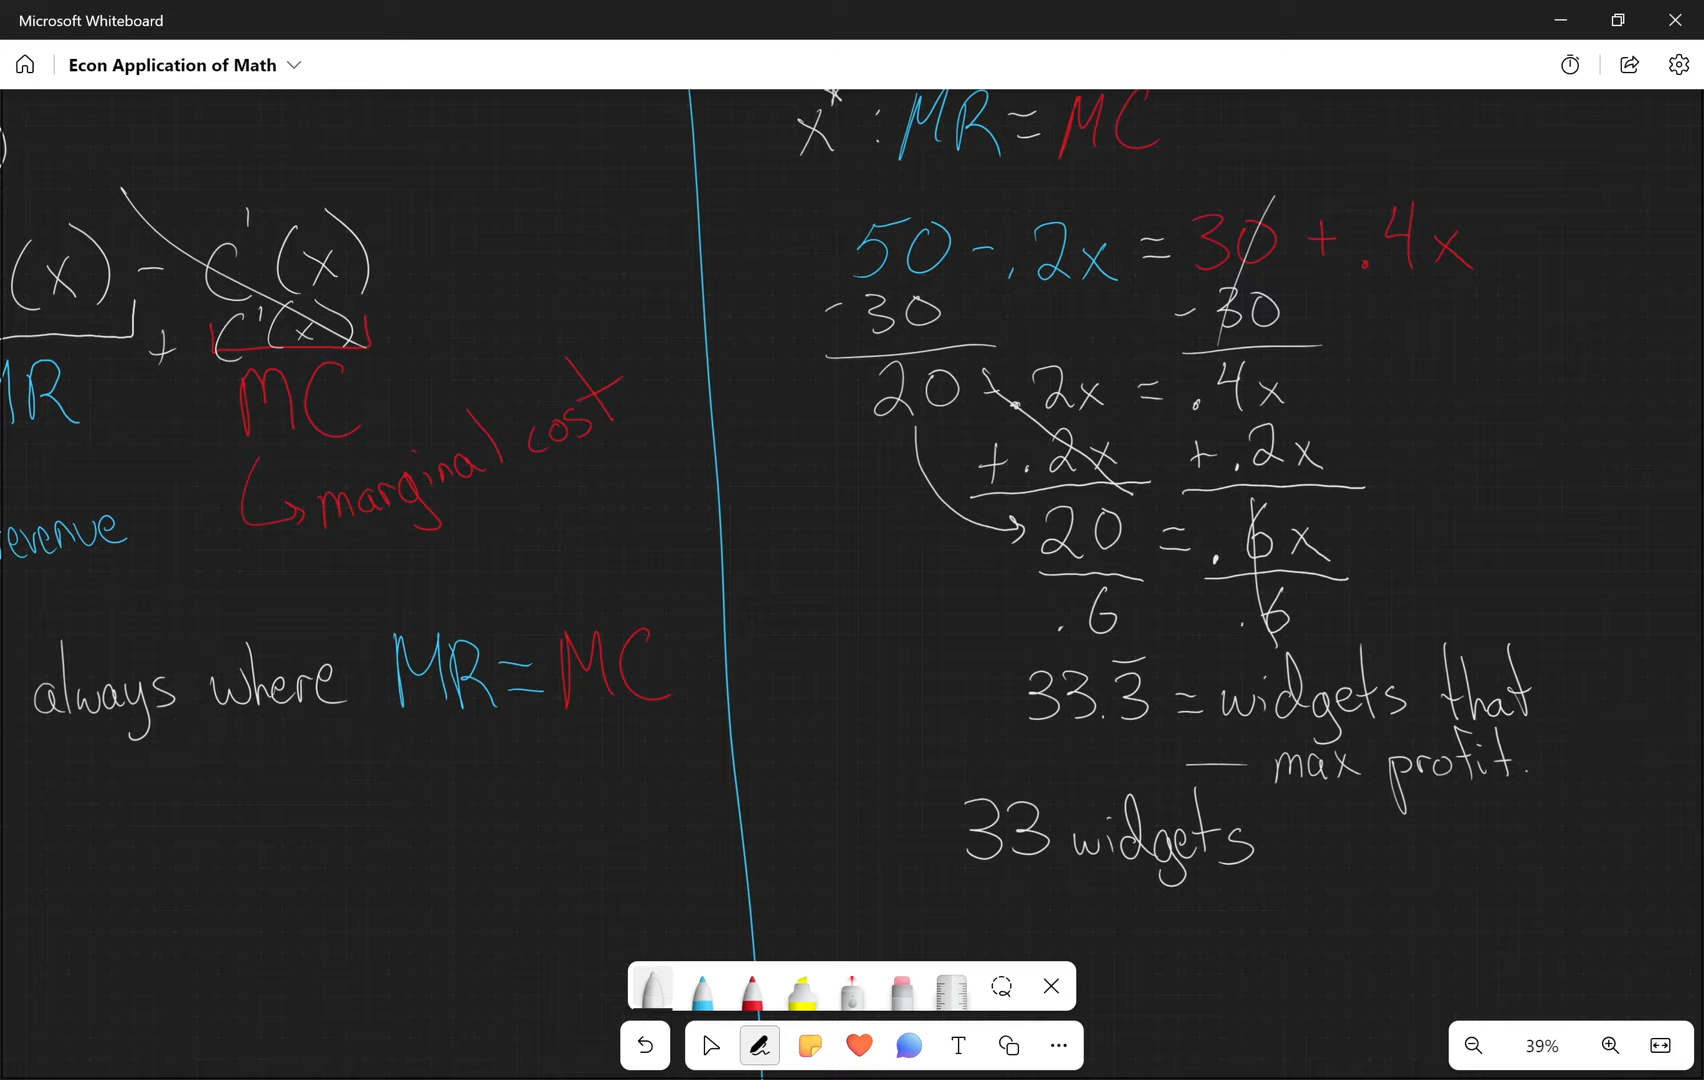 Microsoft Whiteboard
Econ Application of Math
(x) - C'(x)
+ C'(x)
MR
MC
marginal cost
revenue
always where MR = MC
x* : MR = MC
50 - .2x = 30 + .4x
- 30 - 30
20 - .2x = .4x
+ .2x + .2x
20 = .6x
.6 .6
33.3̅ = widgets that
max profit.
33 widgets
39%